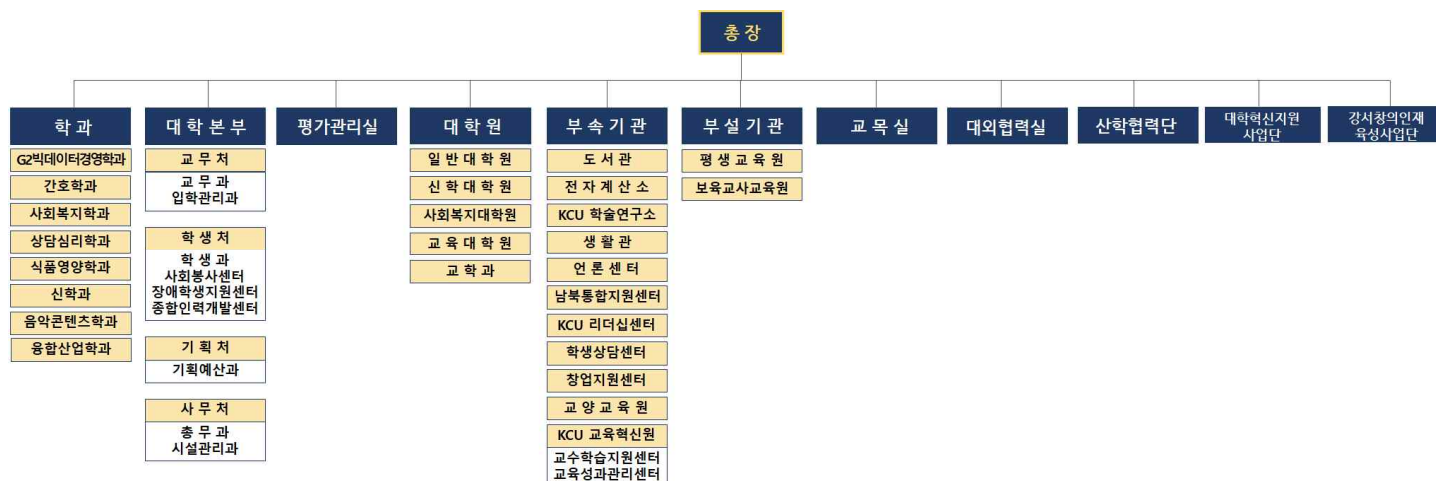 총 장
학 과
G2빅데이터경영학과
간호학과
사회복지학과
상담심리학과
식품영양학과
신학과
음악콘텐츠학과
융합산업학과
대 학 본 부
교 무 처
교 무 과
입학관리과
학 생 처
학 생 과
사회봉사센터
장애학생지원센터
종합인력개발센터
기 획 처
기획예산과
사 무 처
총 무 과
시설관리과
평가관리실
대 학 원
일 반 대 학 원
신 학 대 학 원
사회복지대학원
교 육 대 학 원
교 학 과
부 속 기 관
도 서 관
전 자 계 산 소
KCU 학술연구소
생 활 관
언 론 센 터
남북통합지원센터
KCU 리더십센터
학생상담센터
창업지원센터
교 양 교 육 원
KCU 교육혁신원
교수학습지원센터
교육성과관리센터
부 설 기 관
평 생 교 육 원
보육교사교육원
교 목 실
대외협력실
산학협력단
대학혁신지원
사업단
강서창의인재
육성사업단